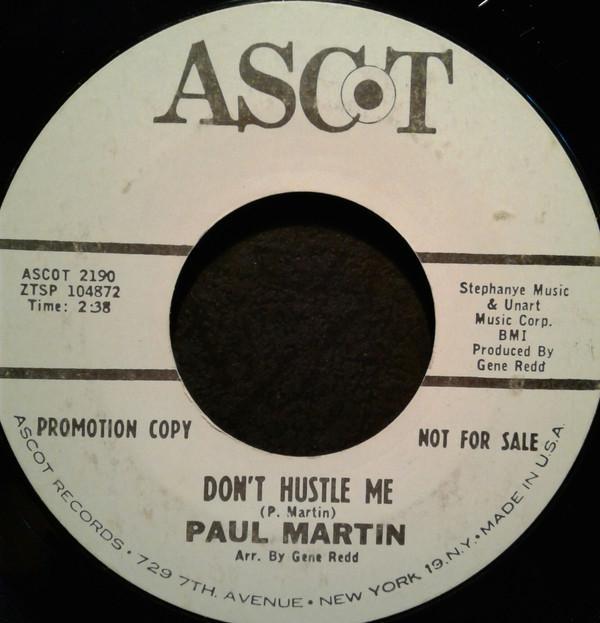 ASCOT
ASCOT 2190
ZTSP 104872
Time: 2:38
Stephanye Music
& Unart
Music Corp.
BMI
Produced By
Gene Redd
PROMOTION COPY
NOT FOR SALE
DON'T HUSTLE ME
(P. Martin)
PAUL MARTIN
Arr. By Gene Redd
ASCOT RECORDS • 729 7TH. AVENUE • NEW YORK 19.N.Y. • MADE IN U.S.A.